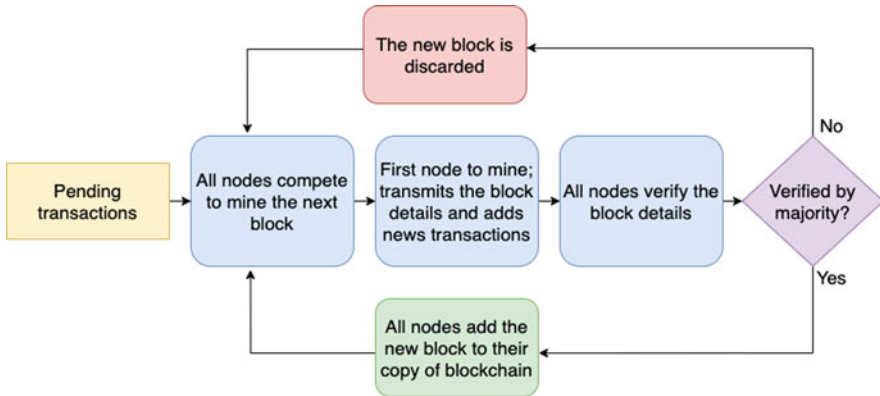 The new block is
discarded
No
Pending
transactions
All nodes compete
to mine the next
block
First node to mine;
transmits the block
details and adds
news transactions
All nodes verify the
block details
Verified by
majority?
Yes
All nodes add the
new block to their
copy of blockchain